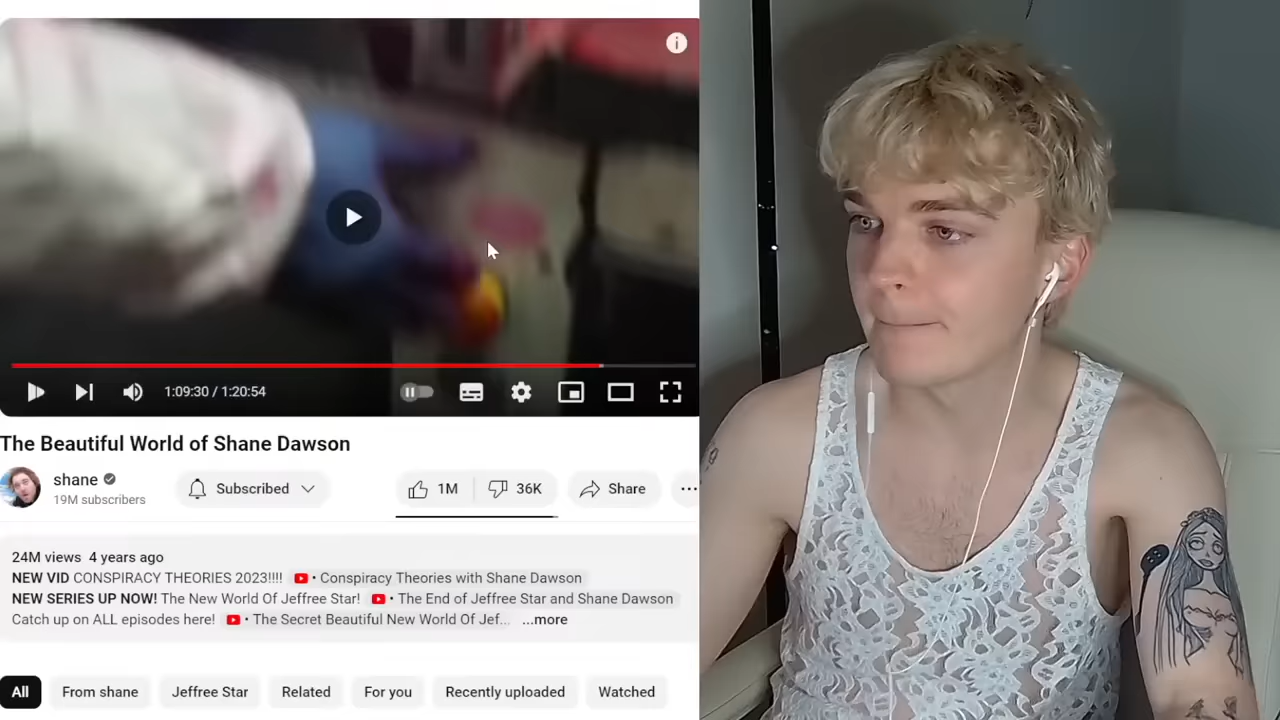 1:09:30 / 1:20:54
The Beautiful World of Shane Dawson
shane
19M subscribers
Subscribed
1M
36K
Share
24M views 4 years ago
NEW VID CONSPIRACY THEORIES 2023!!!! • Conspiracy Theories with Shane Dawson
NEW SERIES UP NOW! The New World Of Jeffree Star! • The End of Jeffree Star and Shane Dawson
Catch up on ALL episodes here! • The Secret Beautiful New World Of Jef... ...more
All From shane Jeffree Star Related For you Recently uploaded Watched